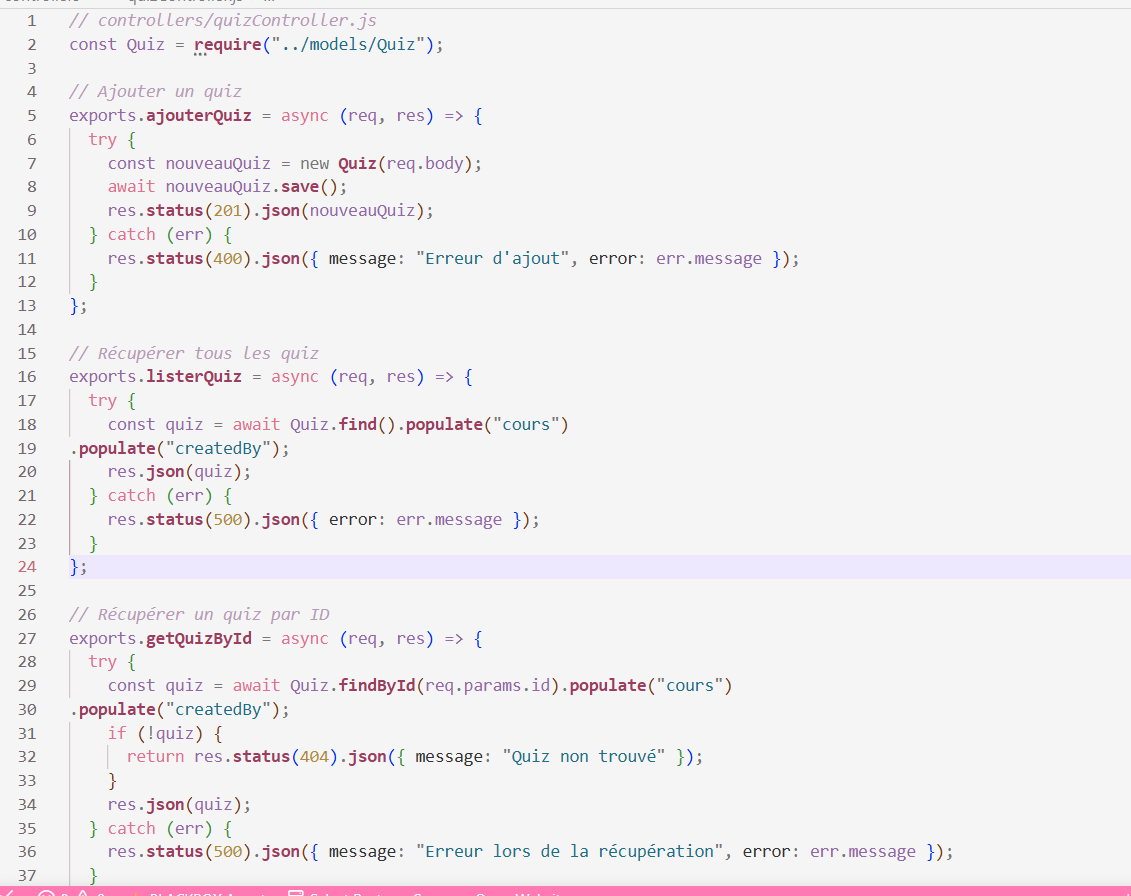 // controllers/quizController.js
const Quiz = require("../models/Quiz");

// Ajouter un quiz
exports.ajouterQuiz = async (req, res) => {
  try {
    const nouveauQuiz = new Quiz(req.body);
    await nouveauQuiz.save();
    res.status(201).json(nouveauQuiz);
  } catch (err) {
    res.status(400).json({ message: "Erreur d'ajout", error: err.message });
  }
};

// Récupérer tous les quiz
exports.listerQuiz = async (req, res) => {
  try {
    const quiz = await Quiz.find().populate("cours")
.populate("createdBy");
    res.json(quiz);
  } catch (err) {
    res.status(500).json({ error: err.message });
  }
};

// Récupérer un quiz par ID
exports.getQuizById = async (req, res) => {
  try {
    const quiz = await Quiz.findById(req.params.id).populate("cours")
.populate("createdBy");
    if (!quiz) {
      return res.status(404).json({ message: "Quiz non trouvé" });
    }
    res.json(quiz);
  } catch (err) {
    res.status(500).json({ message: "Erreur lors de la récupération", error: err.message });
  }